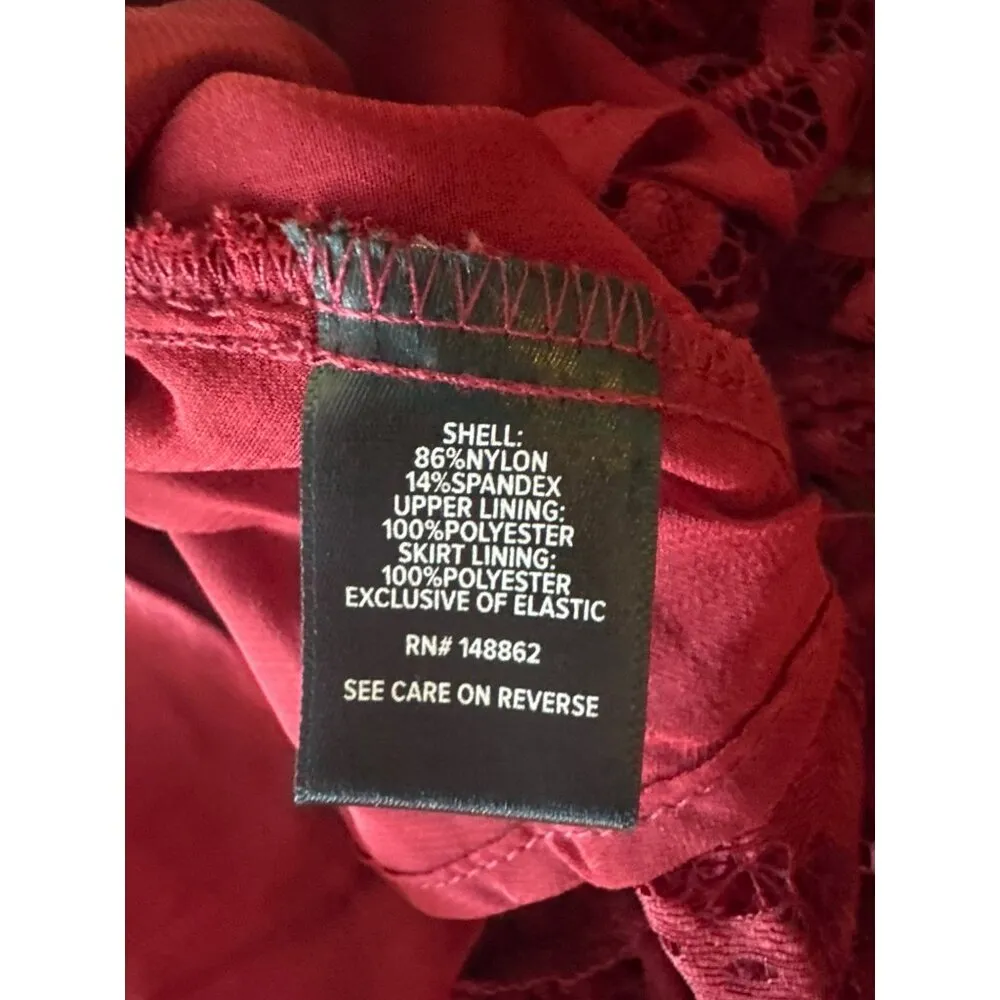 SHELL:
86%NYLON
14%SPANDEX
UPPER LINING:
100%POLYESTER
SKIRT LINING:
100%POLYESTER
EXCLUSIVE OF ELASTIC
RN# 148862
SEE CARE ON REVERSE